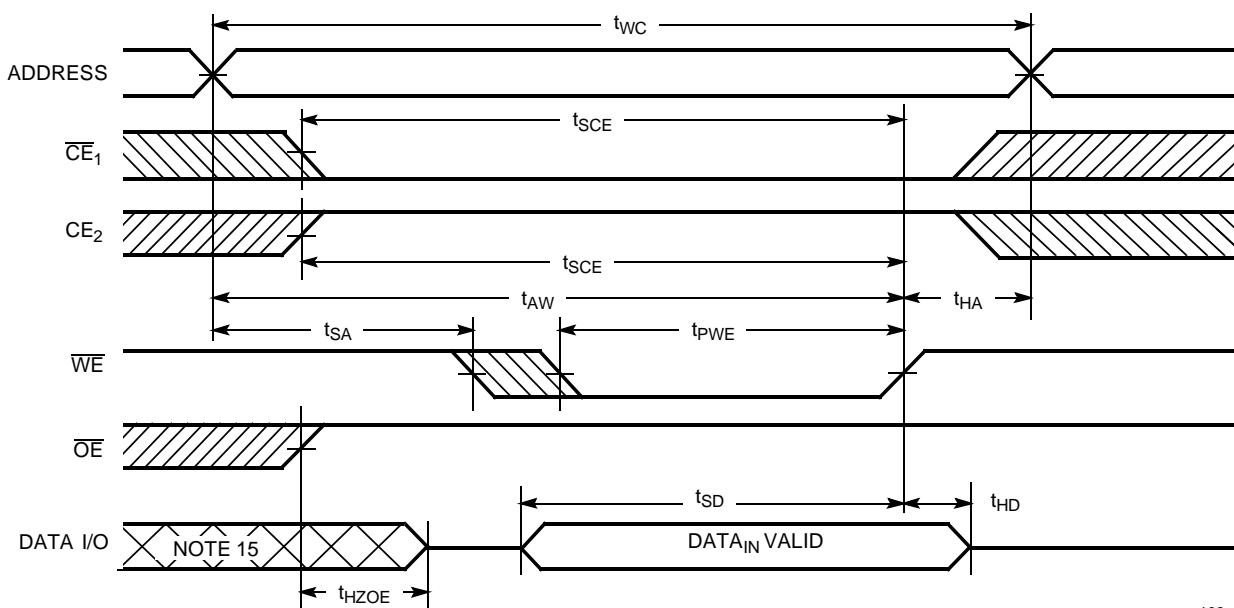 tWC
ADDRESS
tSCE
CE1
CE2
tSCE
tAW
tHA
tSA
tPWE
WE
OE
tSD
tHD
DATA I/O
NOTE 15
DATAIN VALID
tHZOE